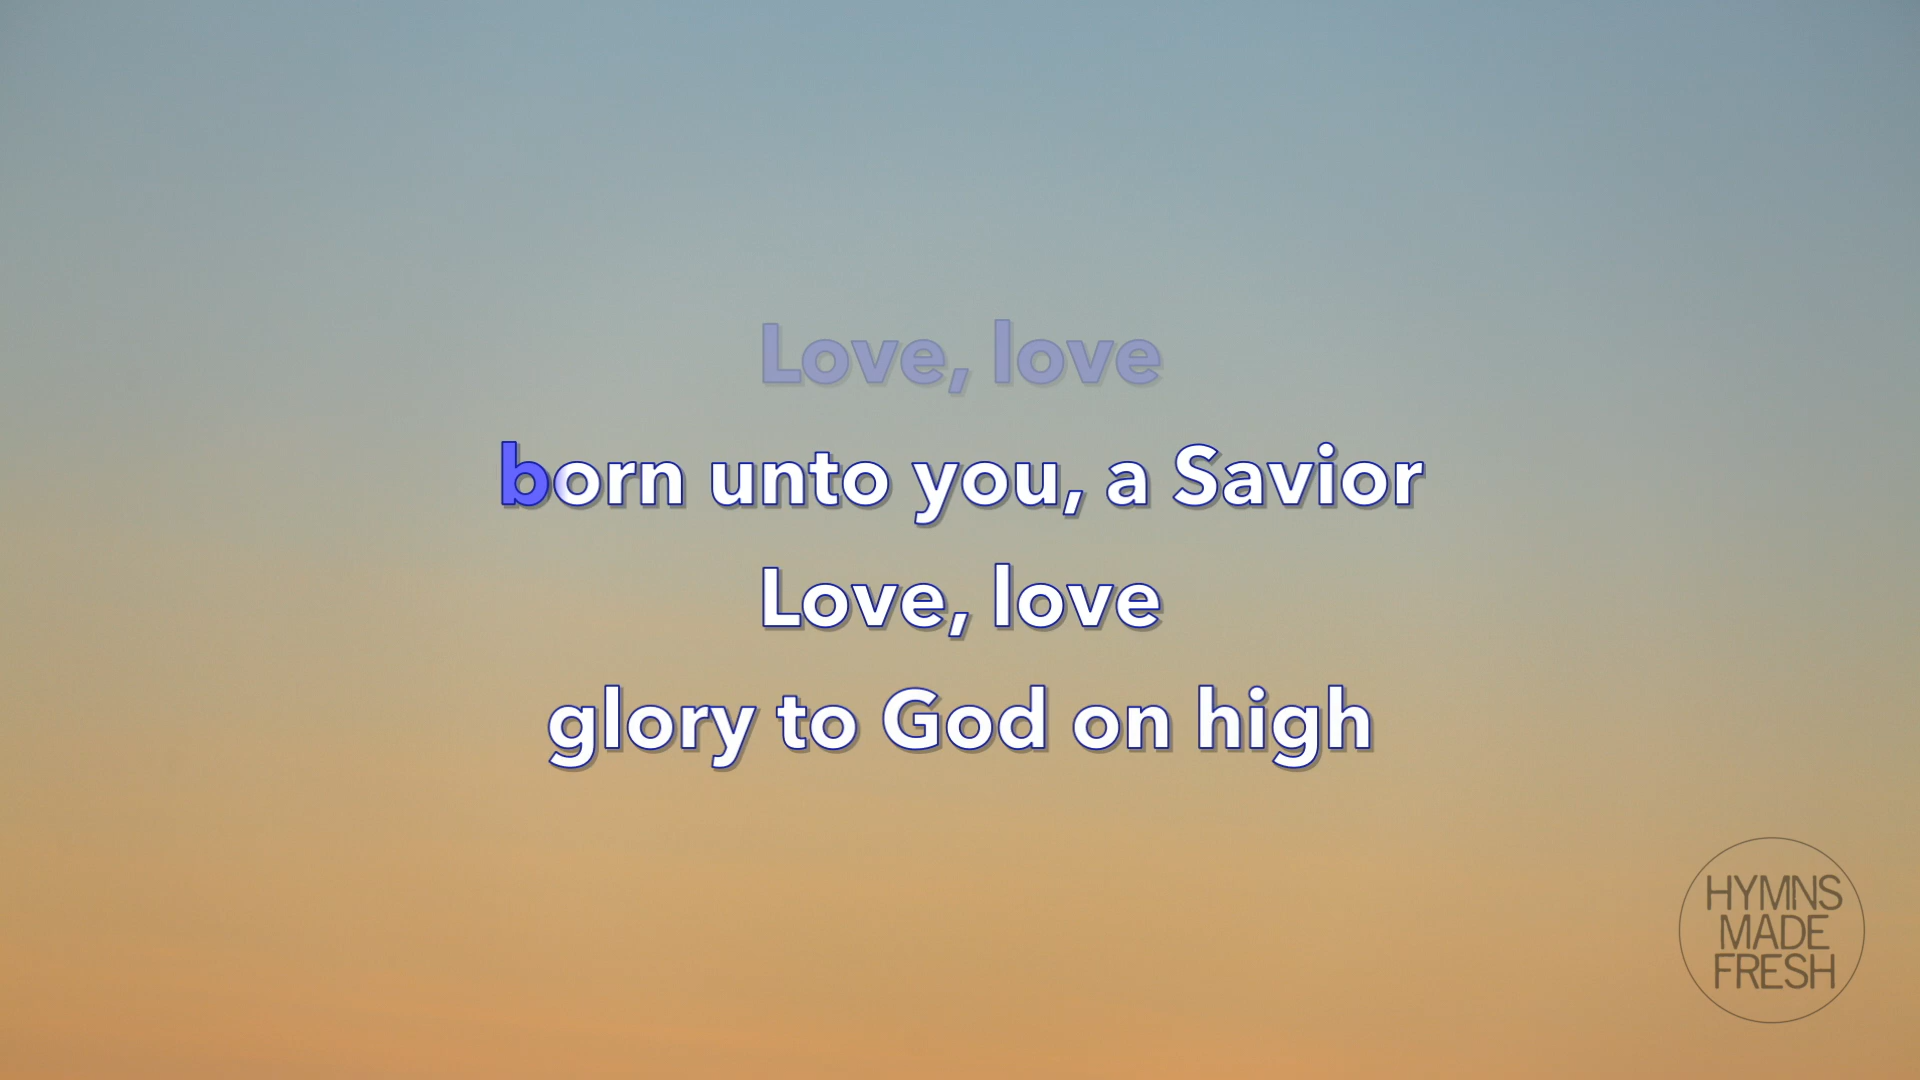 Love, love
born unto you, a Savior
Love, love
glory to God on high
HYMNS
MADE
FRESH